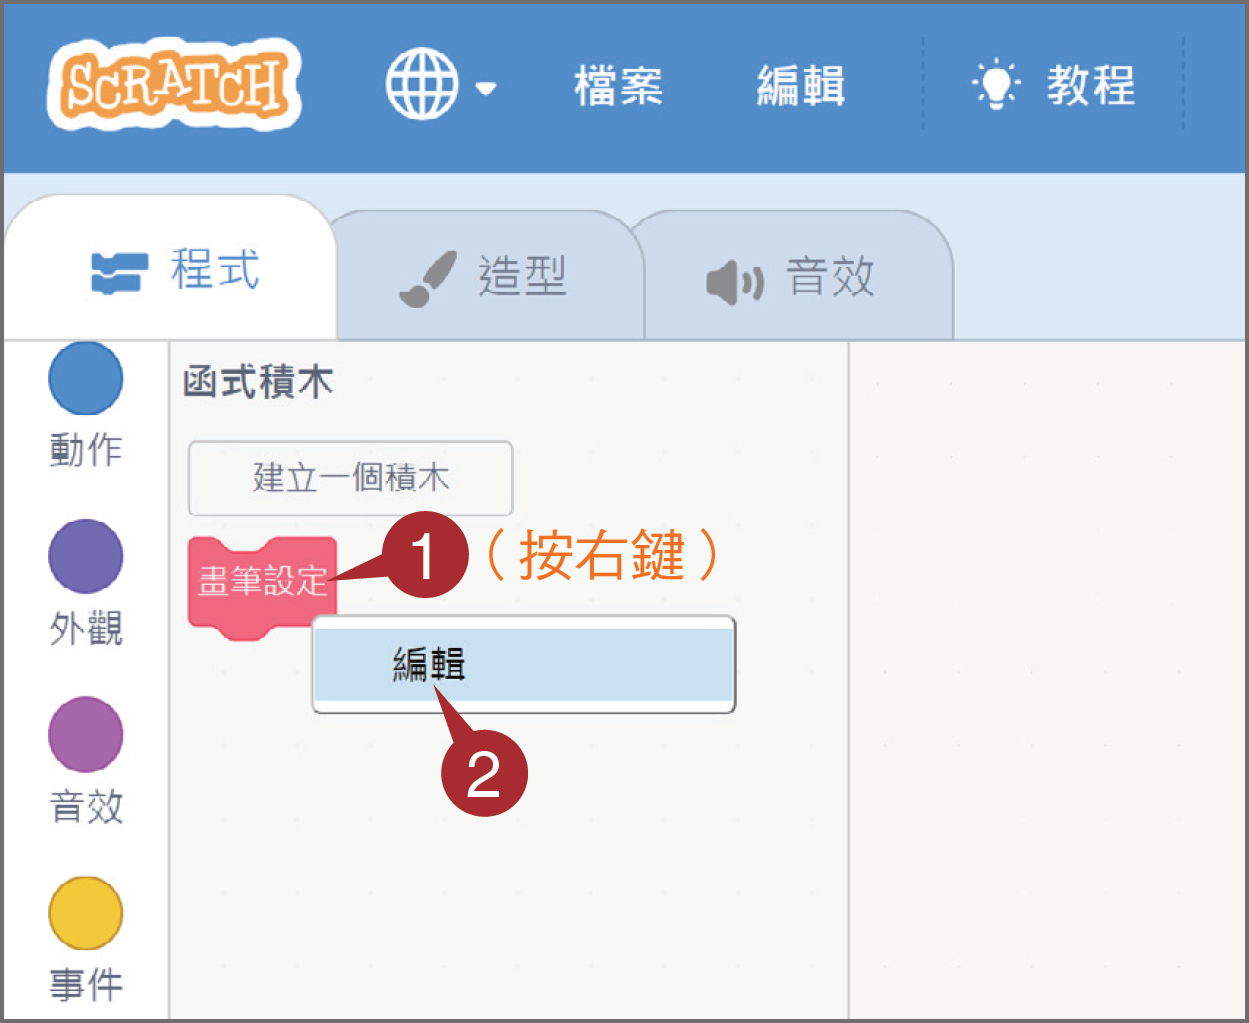 SCRATCH
檔案
編輯
教程
程式
造型
音效
動作
外觀
音效
事件
函式積木
建立一個積木
畫筆設定
1
（按右鍵）
編輯
2